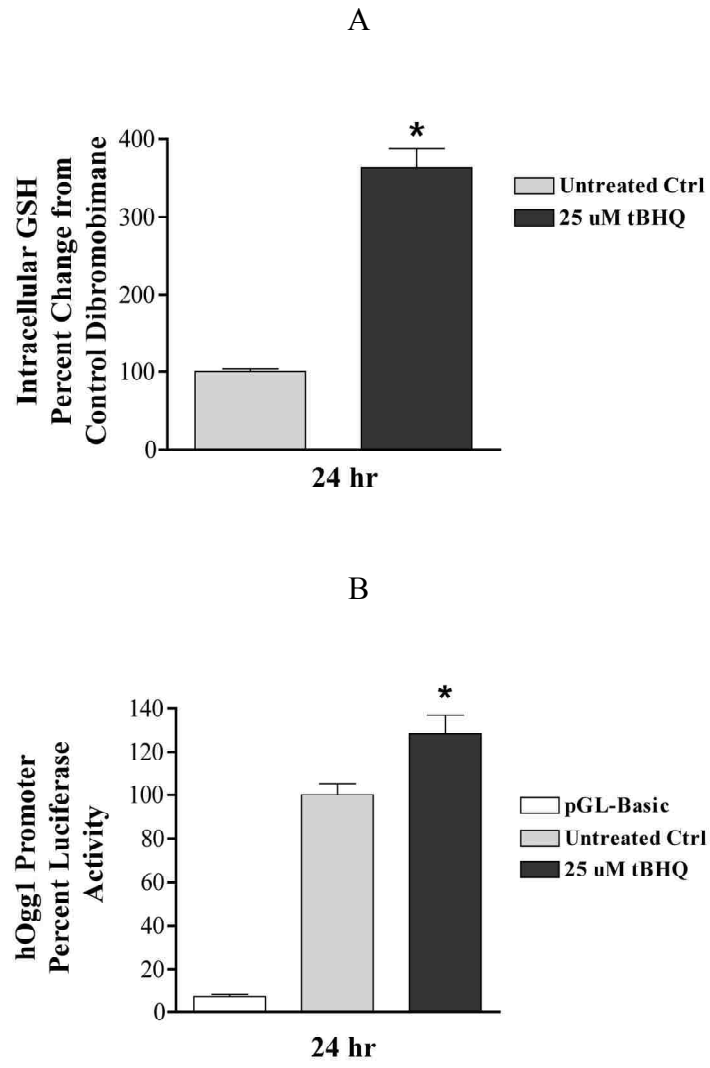 A
Intracellular GSH
Percent Change from
Control Dibromobimane
400
300
200
100
0
*
24 hr
Untreated Ctrl
25 uM tBHQ
B
hOgg1 Promoter
Percent Luciferase
Activity
140
120
100
80
60
40
20
0
*
24 hr
pGL-Basic
Untreated Ctrl
25 uM tBHQ